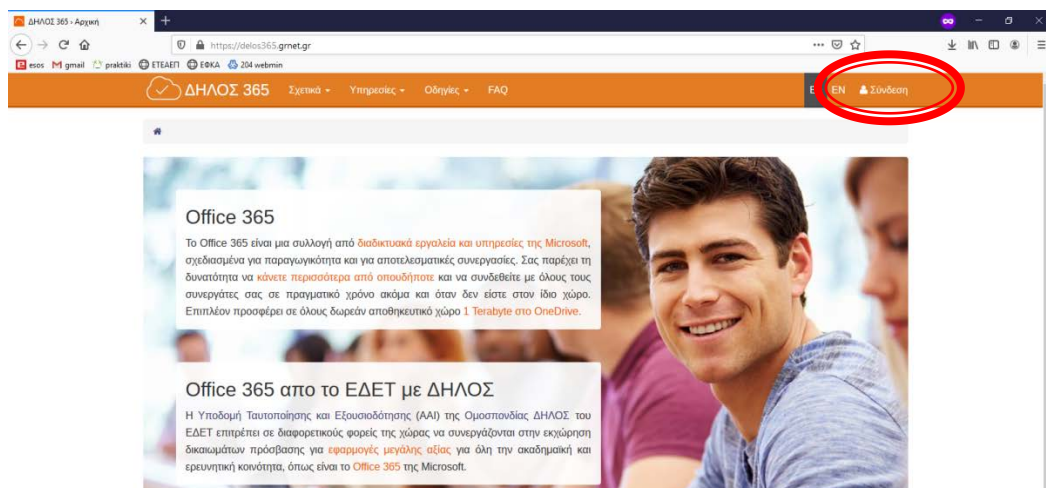 ΔΗΛΟΣ 365 - Αρχική
https://delos365.grnet.gr
esos M gmail praktiki ΕΤΕΑΕΠ ΕΦΚΑ 204 webmin
ΔΗΛΟΣ 365 Σχετικά Υπηρεσίες Οδηγίες FAQ EN Σύνδεση
Office 365
Το Office 365 είναι μια συλλογή από διαδικτυακά εργαλεία και υπηρεσίες της Microsoft,
σχεδιασμένα για παραγωγικότητα και για αποτελεσματικές συνεργασίες. Σας παρέχει τη
δυνατότητα να κάνετε περισσότερα από οπουδήποτε και να συνδεθείτε με όλους τους
συνεργάτες σας σε πραγματικό χρόνο ακόμα και όταν δεν είστε στον ίδιο χώρο.
Επιπλέον προσφέρει σε όλους δωρεάν αποθηκευτικό χώρο 1 Terabyte στο OneDrive.
Office 365 απο το ΕΔΕΤ με ΔΗΛΟΣ
Η Υποδομή Ταυτοποίησης και Εξουσιοδότησης (AAI) της Ομοσπονδίας ΔΗΛΟΣ του
ΕΔΕΤ επιτρέπει σε διαφορετικούς φορείς της χώρας να συνεργάζονται στην εκχώρηση
δικαιωμάτων πρόσβασης για εφαρμογές μεγάλης αξίας για όλη την ακαδημαϊκή και
ερευνητική κοινότητα, όπως είναι το Office 365 της Microsoft.